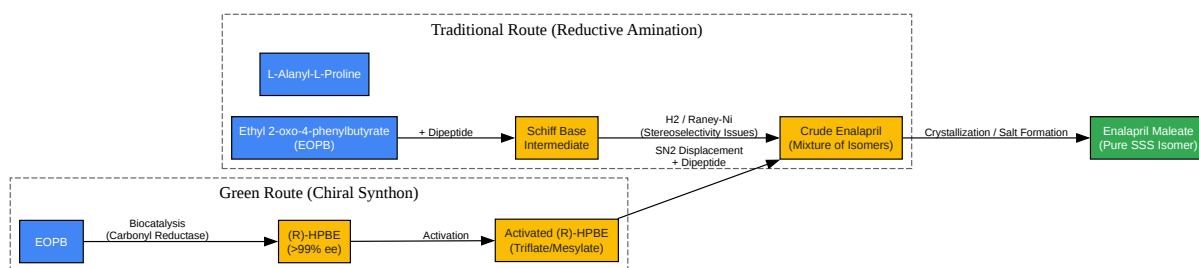 Traditional Route (Reductive Amination)
L-Alanyl-L-Proline
Ethyl 2-oxo-4-phenylbutyrate
(EOPB)
+ Dipeptide
Schiff Base
Intermediate
H2 / Raney-Ni
(Stereoselectivity Issues)
SN2 Displacement
+ Dipeptide
Crude Enalapril
(Mixture of Isomers)
Crystallization / Salt Formation
Enalapril Maleate
(Pure SSS Isomer)
Green Route (Chiral Synthon)
EOPB
Biocatalysis
(Carbonyl Reductase)
(R)-HPBE
(>99% ee)
Activation
Activated (R)-HPBE
(Triflate/Mesylate)